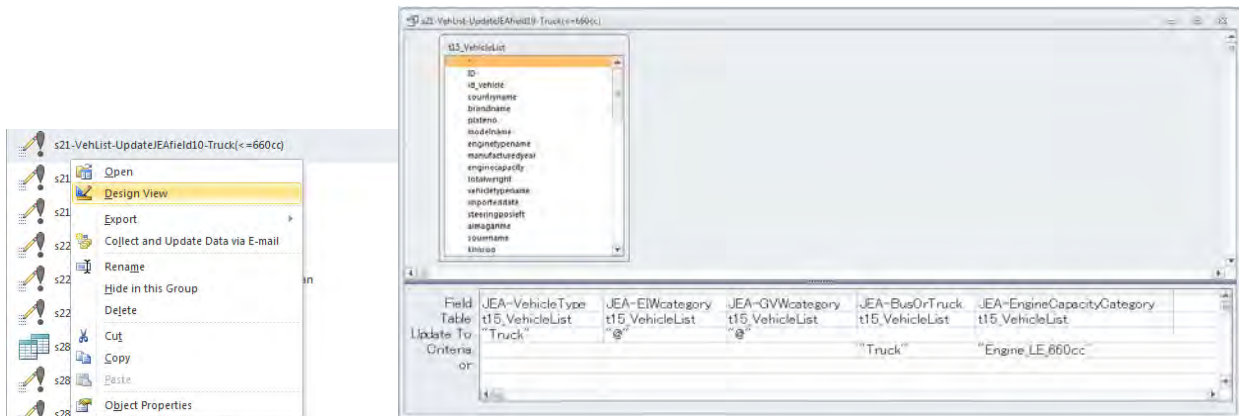 s21-VehList-UpdateJEAfield10-Truck(<=660cc)
s21
Open
Design View
s21
Export
s22
Collect and Update Data via E-mail
Rename
s22
an
Hide in this Group
s22
Delete
Cut
s28
Copy
s28
Paste
s28
Object Properties
s21-VehList-UpdateJEAfield10-Truck(<=660cc)
t15_VehicleList
*
ID
id_vehicle
countryname
brandname
plateno
modelname
enginetypename
manufacturedyear
enginecapacity
totalweight
vehicletypename
importeddate
steeringposleft
aimagname
soumname
khoroo
Field JEA-VehicleType JEA-EIWcategory JEA-GVWcategory JEA-BusOrTruck JEA-EngineCapacityCategory
Table t15_VehicleList t15_VehicleList t15_VehicleList t15_VehicleList t15_VehicleList
Update To "Truck" "@" "@"
Criteria "Truck" "Engine_LE_660cc"
or